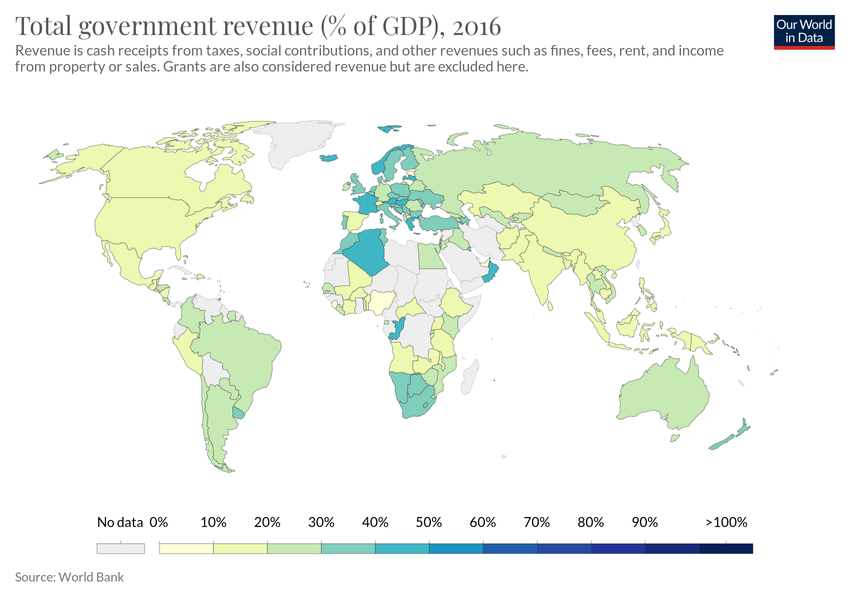 Total government revenue (% of GDP), 2016
Our World
in Data
Revenue is cash receipts from taxes, social contributions, and other revenues such as fines, fees, rent, and income
from property or sales. Grants are also considered revenue but are excluded here.
No data 0% 10% 20% 30% 40% 50% 60% 70% 80% 90% >100%
Source: World Bank